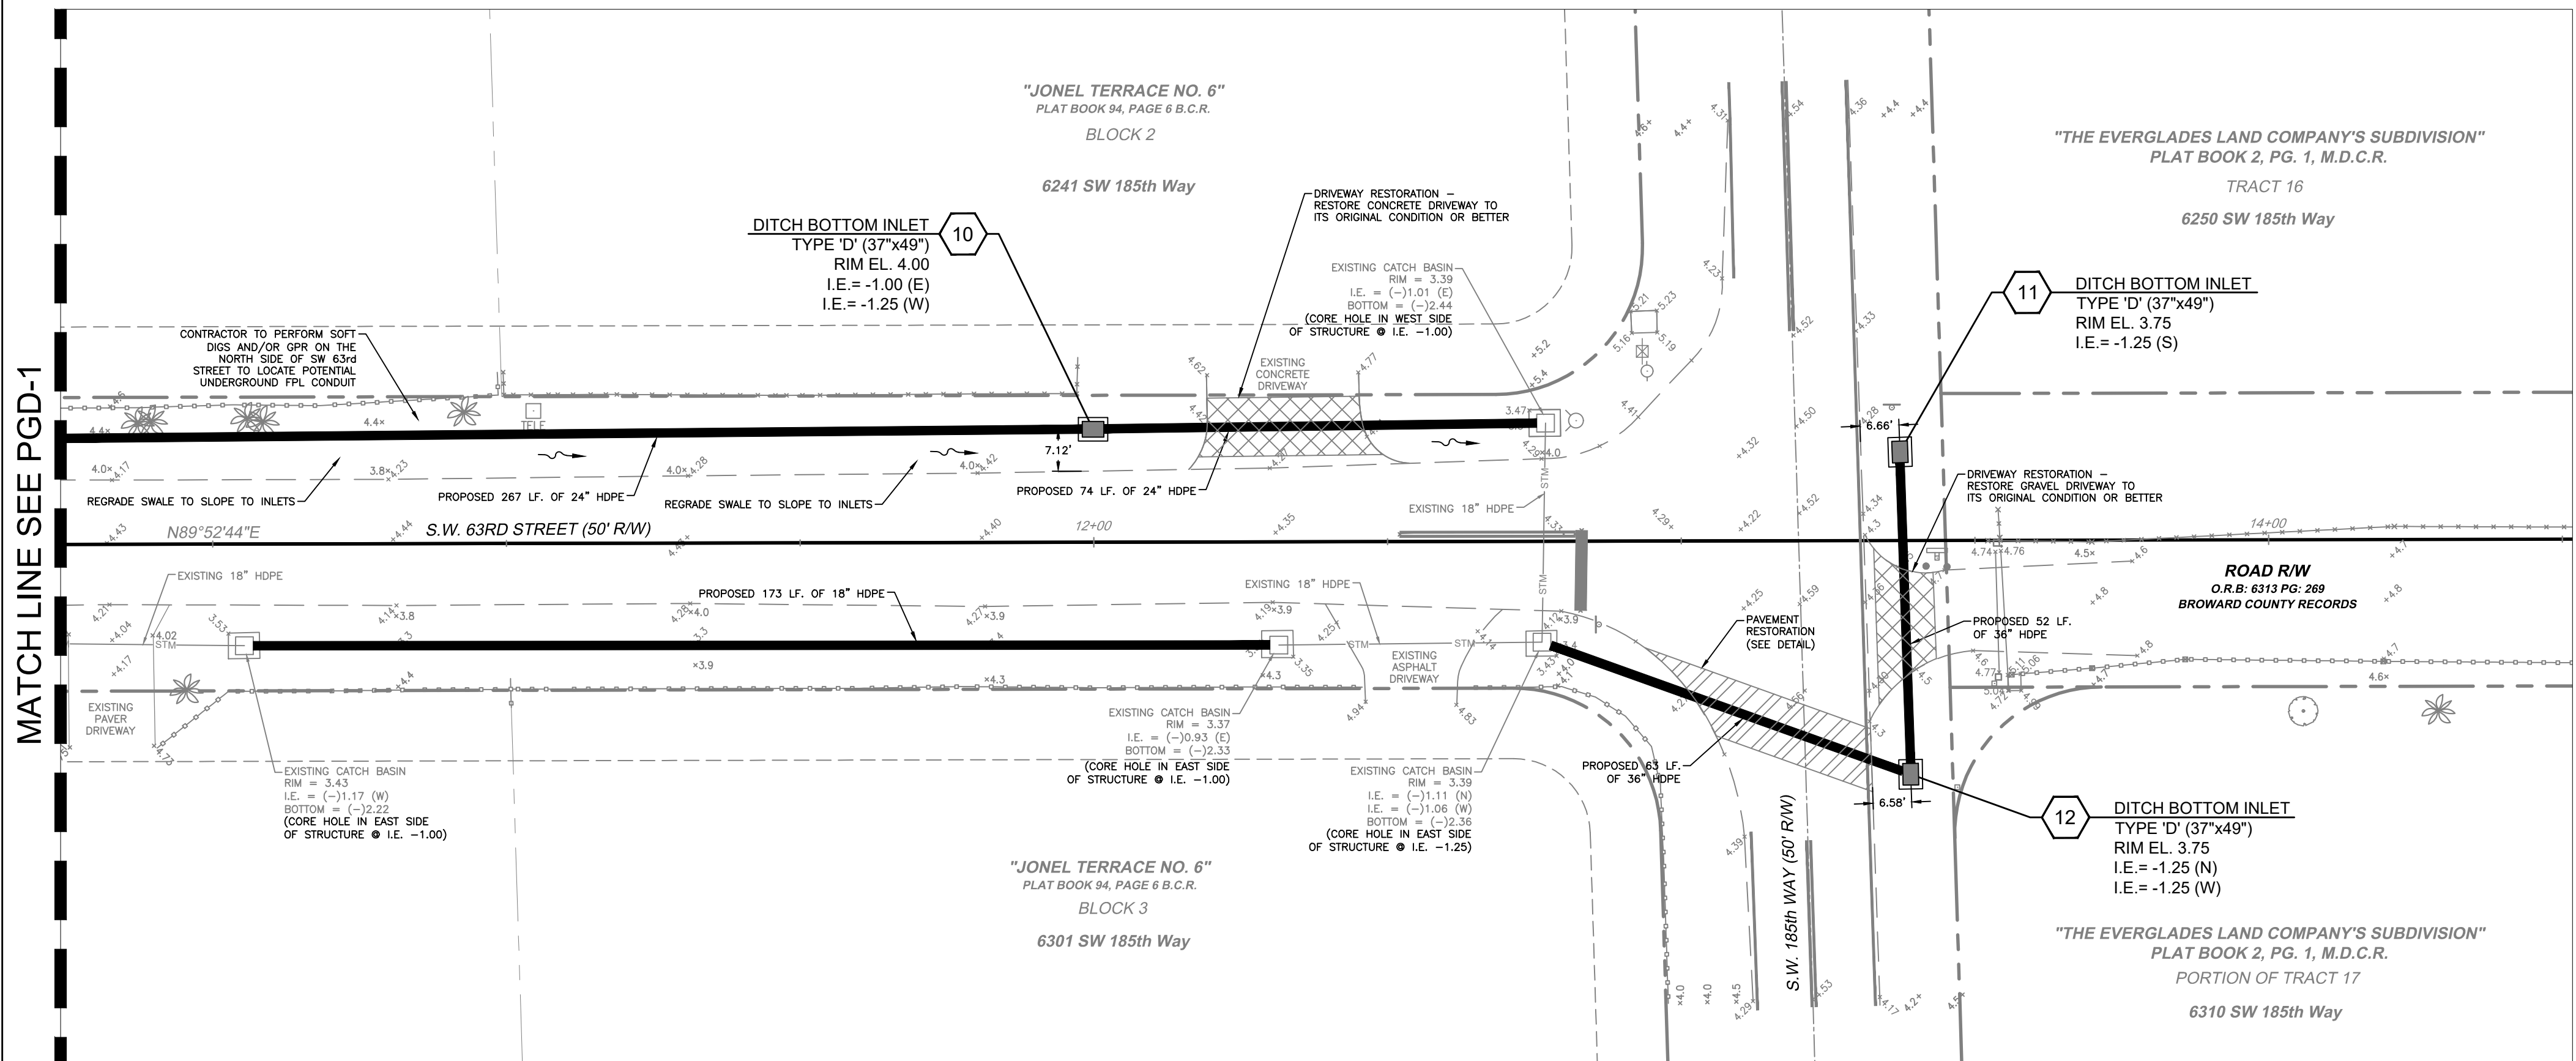 MATCH LINE SEE PGD-1
"JONEL TERRACE NO. 6"
PLAT BOOK 94, PAGE 6 B.C.R.
BLOCK 2
6241 SW 185th Way
"THE EVERGLADES LAND COMPANY'S SUBDIVISION"
PLAT BOOK 2, PG. 1, M.D.C.R.
TRACT 16
6250 SW 185th Way
DITCH BOTTOM INLET
TYPE 'D' (37"x49")
RIM EL. 4.00
I.E.= -1.00 (E)
I.E.= -1.25 (W)
10
DRIVEWAY RESTORATION –
RESTORE CONCRETE DRIVEWAY TO
ITS ORIGINAL CONDITION OR BETTER
EXISTING CATCH BASIN
RIM = 3.39
I.E. = (-)1.01 (E)
BOTTOM = (-)2.44
(CORE HOLE IN WEST SIDE
OF STRUCTURE @ I.E. -1.00)
11
DITCH BOTTOM INLET
TYPE 'D' (37"x49")
RIM EL. 3.75
I.E.= -1.25 (S)
CONTRACTOR TO PERFORM SOFT
DIGS AND/OR GPR ON THE
NORTH SIDE OF SW 63rd
STREET TO LOCATE POTENTIAL
UNDERGROUND FPL CONDUIT
EXISTING
CONCRETE
DRIVEWAY
TELE
7.12'
6.66'
REGRADE SWALE TO SLOPE TO INLETS
PROPOSED 267 LF. OF 24" HDPE
REGRADE SWALE TO SLOPE TO INLETS
PROPOSED 74 LF. OF 24" HDPE
EXISTING 18" HDPE
STM
DRIVEWAY RESTORATION –
RESTORE GRAVEL DRIVEWAY TO
ITS ORIGINAL CONDITION OR BETTER
N89°52'44"E
S.W. 63RD STREET (50' R/W)
12+00
14+00
ROAD R/W
O.R.B: 6313 PG: 269
BROWARD COUNTY RECORDS
EXISTING 18" HDPE
PROPOSED 173 LF. OF 18" HDPE
EXISTING 18" HDPE
STM
STM
STM
STM
EXISTING
ASPHALT
DRIVEWAY
PAVEMENT
RESTORATION
(SEE DETAIL)
PROPOSED 52 LF.
OF 36" HDPE
EXISTING
PAVER
DRIVEWAY
EXISTING CATCH BASIN
RIM = 3.43
I.E. = (-)1.17 (W)
BOTTOM = (-)2.22
(CORE HOLE IN EAST SIDE
OF STRUCTURE @ I.E. -1.00)
EXISTING CATCH BASIN
RIM = 3.37
I.E. = (-)0.93 (E)
BOTTOM = (-)2.33
(CORE HOLE IN EAST SIDE
OF STRUCTURE @ I.E. -1.00)
EXISTING CATCH BASIN
RIM = 3.39
I.E. = (-)1.11 (N)
I.E. = (-)1.06 (W)
BOTTOM = (-)2.36
(CORE HOLE IN EAST SIDE
OF STRUCTURE @ I.E. -1.25)
PROPOSED 63 LF.
OF 36" HDPE
6.58'
12
DITCH BOTTOM INLET
TYPE 'D' (37"x49")
RIM EL. 3.75
I.E.= -1.25 (N)
I.E.= -1.25 (W)
S.W. 185th WAY (50' R/W)
"JONEL TERRACE NO. 6"
PLAT BOOK 94, PAGE 6 B.C.R.
BLOCK 3
6301 SW 185th Way
"THE EVERGLADES LAND COMPANY'S SUBDIVISION"
PLAT BOOK 2, PG. 1, M.D.C.R.
PORTION OF TRACT 17
6310 SW 185th Way